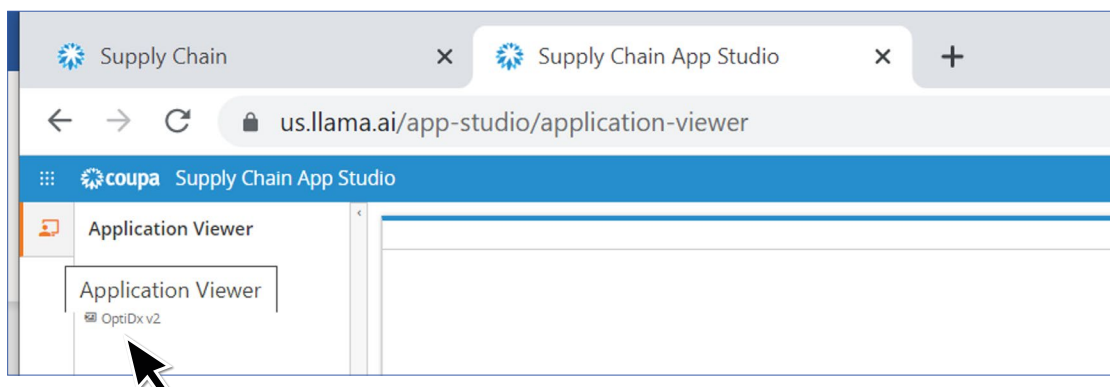 Supply Chain
Supply Chain App Studio
us.llama.ai/app-studio/application-viewer
coupa Supply Chain App Studio
Application Viewer
Application Viewer
OptiDx v2